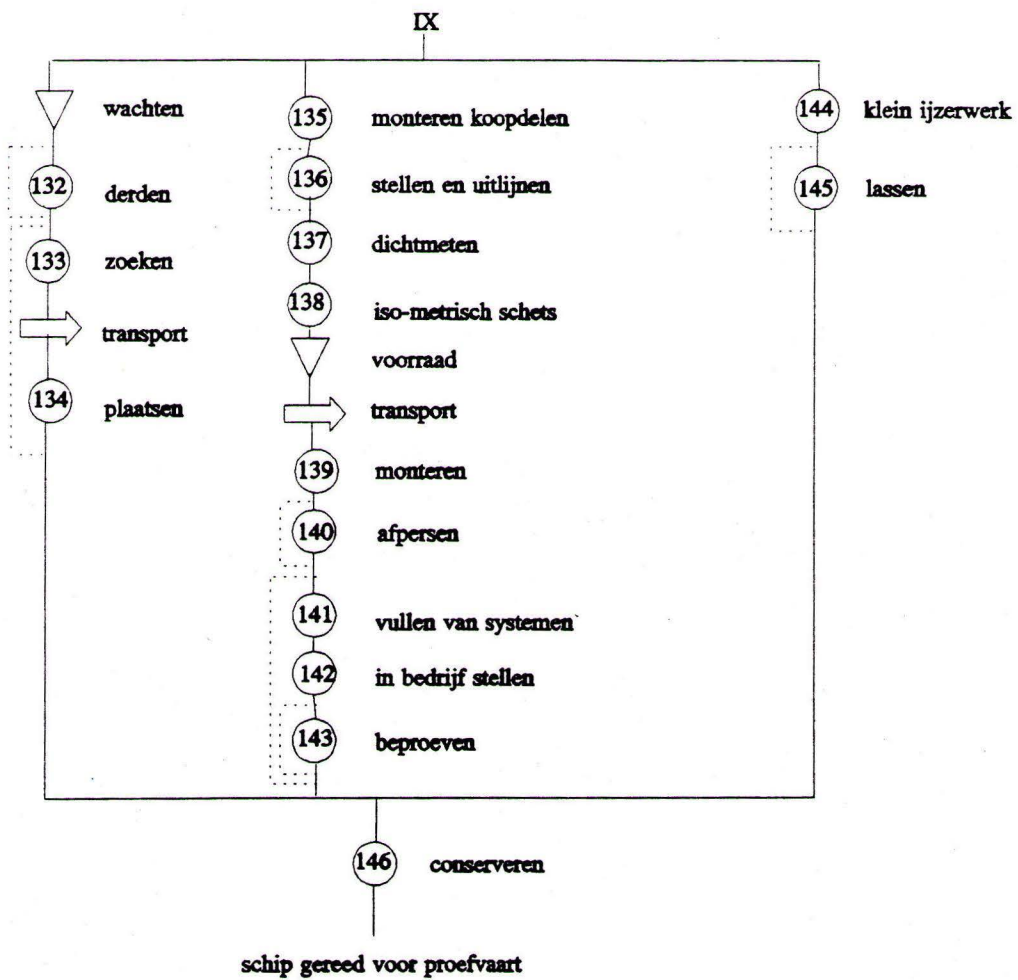 IX
wachten
132 derden
133 zoeken
transport
134 plaatsen
135 monteren koopdelen
136 stellen en uitlijnen
137 dichtmeten
138 iso-metrisch schets
voorraad
transport
139 monteren
140 afpersen
141 vullen van systemen
142 in bedrijf stellen
143 beproeven
144 klein ijzerwerk
145 lassen
146 conserveren
schip gereed voor proefvaart